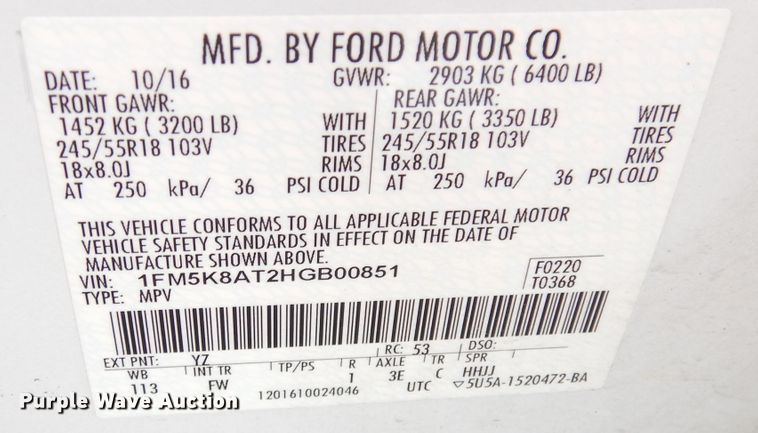 MFD. BY FORD MOTOR CO.
DATE: 10/16 GVWR: 2903 KG ( 6400 LB)
FRONT GAWR: REAR GAWR:
1452 KG ( 3200 LB) WITH 1520 KG ( 3350 LB) WITH
245/55R18 103V TIRES 245/55R18 103V TIRES
18x8.0J RIMS 18x8.0J RIMS
AT 250 kPa/ 36 PSI COLD AT 250 kPa/ 36 PSI COLD
THIS VEHICLE CONFORMS TO ALL APPLICABLE FEDERAL MOTOR
VEHICLE SAFETY STANDARDS IN EFFECT ON THE DATE OF
MANUFACTURE SHOWN ABOVE.
VIN: 1FM5K8AT2HGB00851 F0220
TYPE: MPV T0368
EXT PNT: YZ RC: 53 DSO:
WB INT TR TP/PS R AXLE TR SPR
113 FW 1 3E C HHJJ
1201610024046 UTC ▽5U5A-1520472-BA
Purple Wave Auction